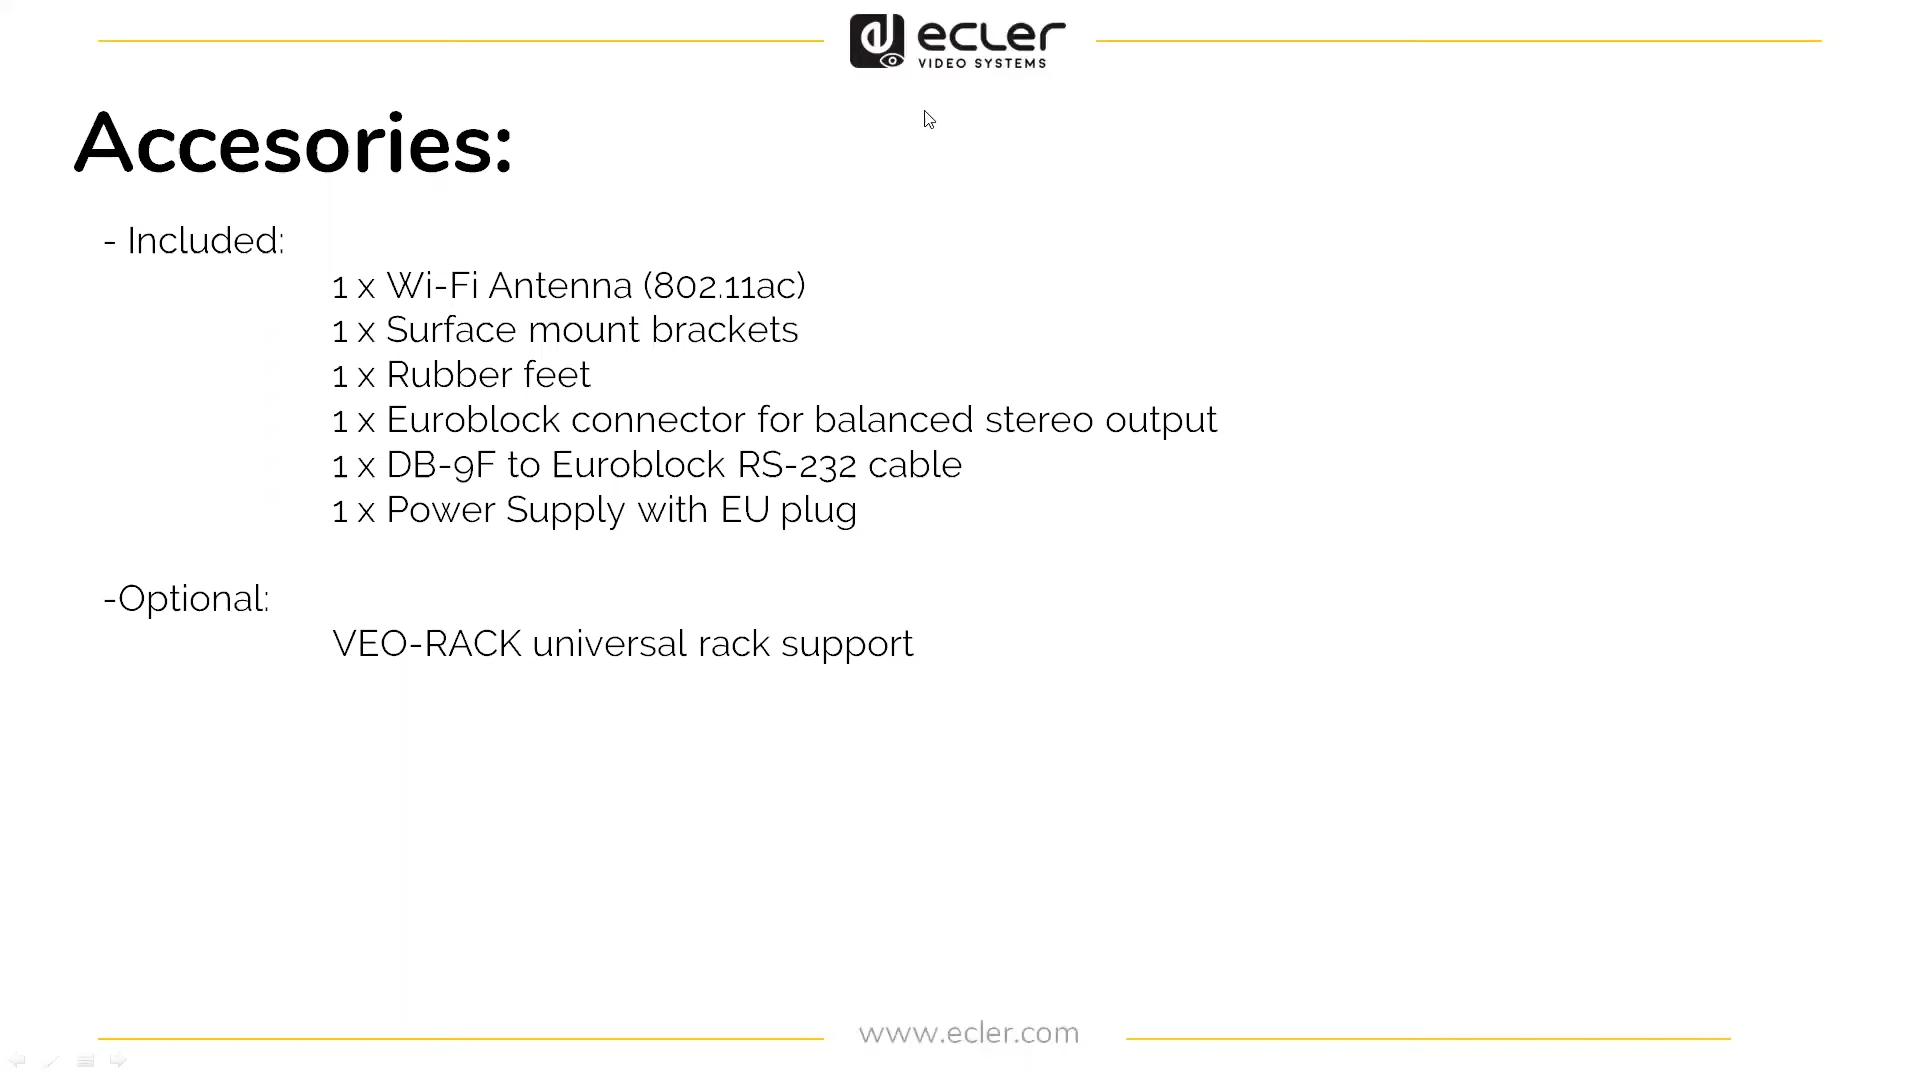 ecler
VIDEO SYSTEMS
Accesories:
- Included:
1 x Wi-Fi Antenna (802.11ac)
1 x Surface mount brackets
1 x Rubber feet
1 x Euroblock connector for balanced stereo output
1 x DB-9F to Euroblock RS-232 cable
1 x Power Supply with EU plug
-Optional:
VEO-RACK universal rack support
www.ecler.com